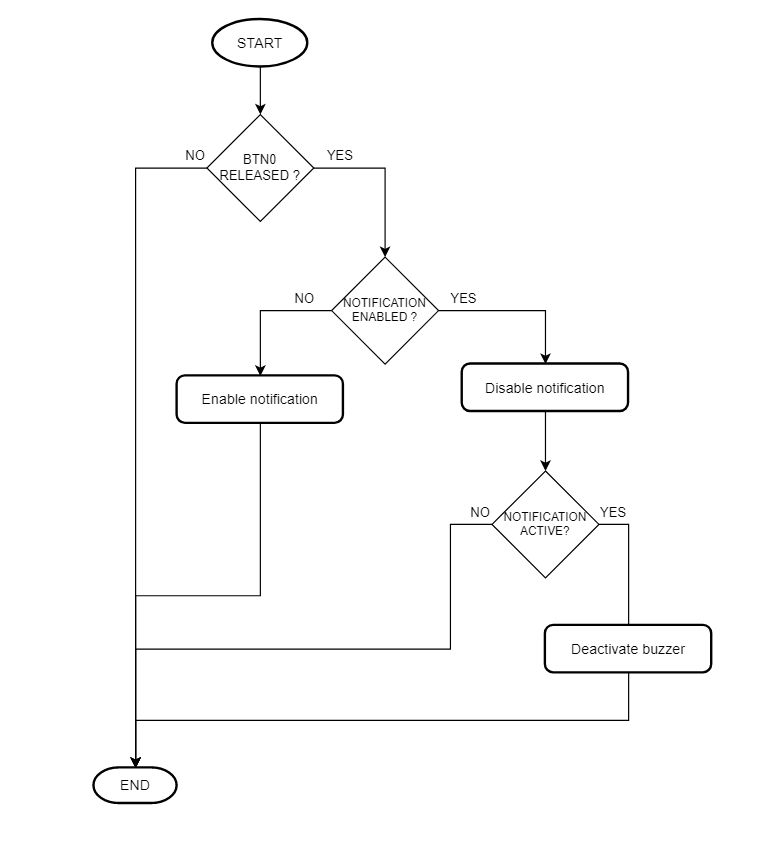 START
NO
YES
BTN0
RELEASED ?
NO
YES
NOTIFICATION
ENABLED ?
Enable notification
Disable notification
NO
YES
NOTIFICATION
ACTIVE?
Deactivate buzzer
END